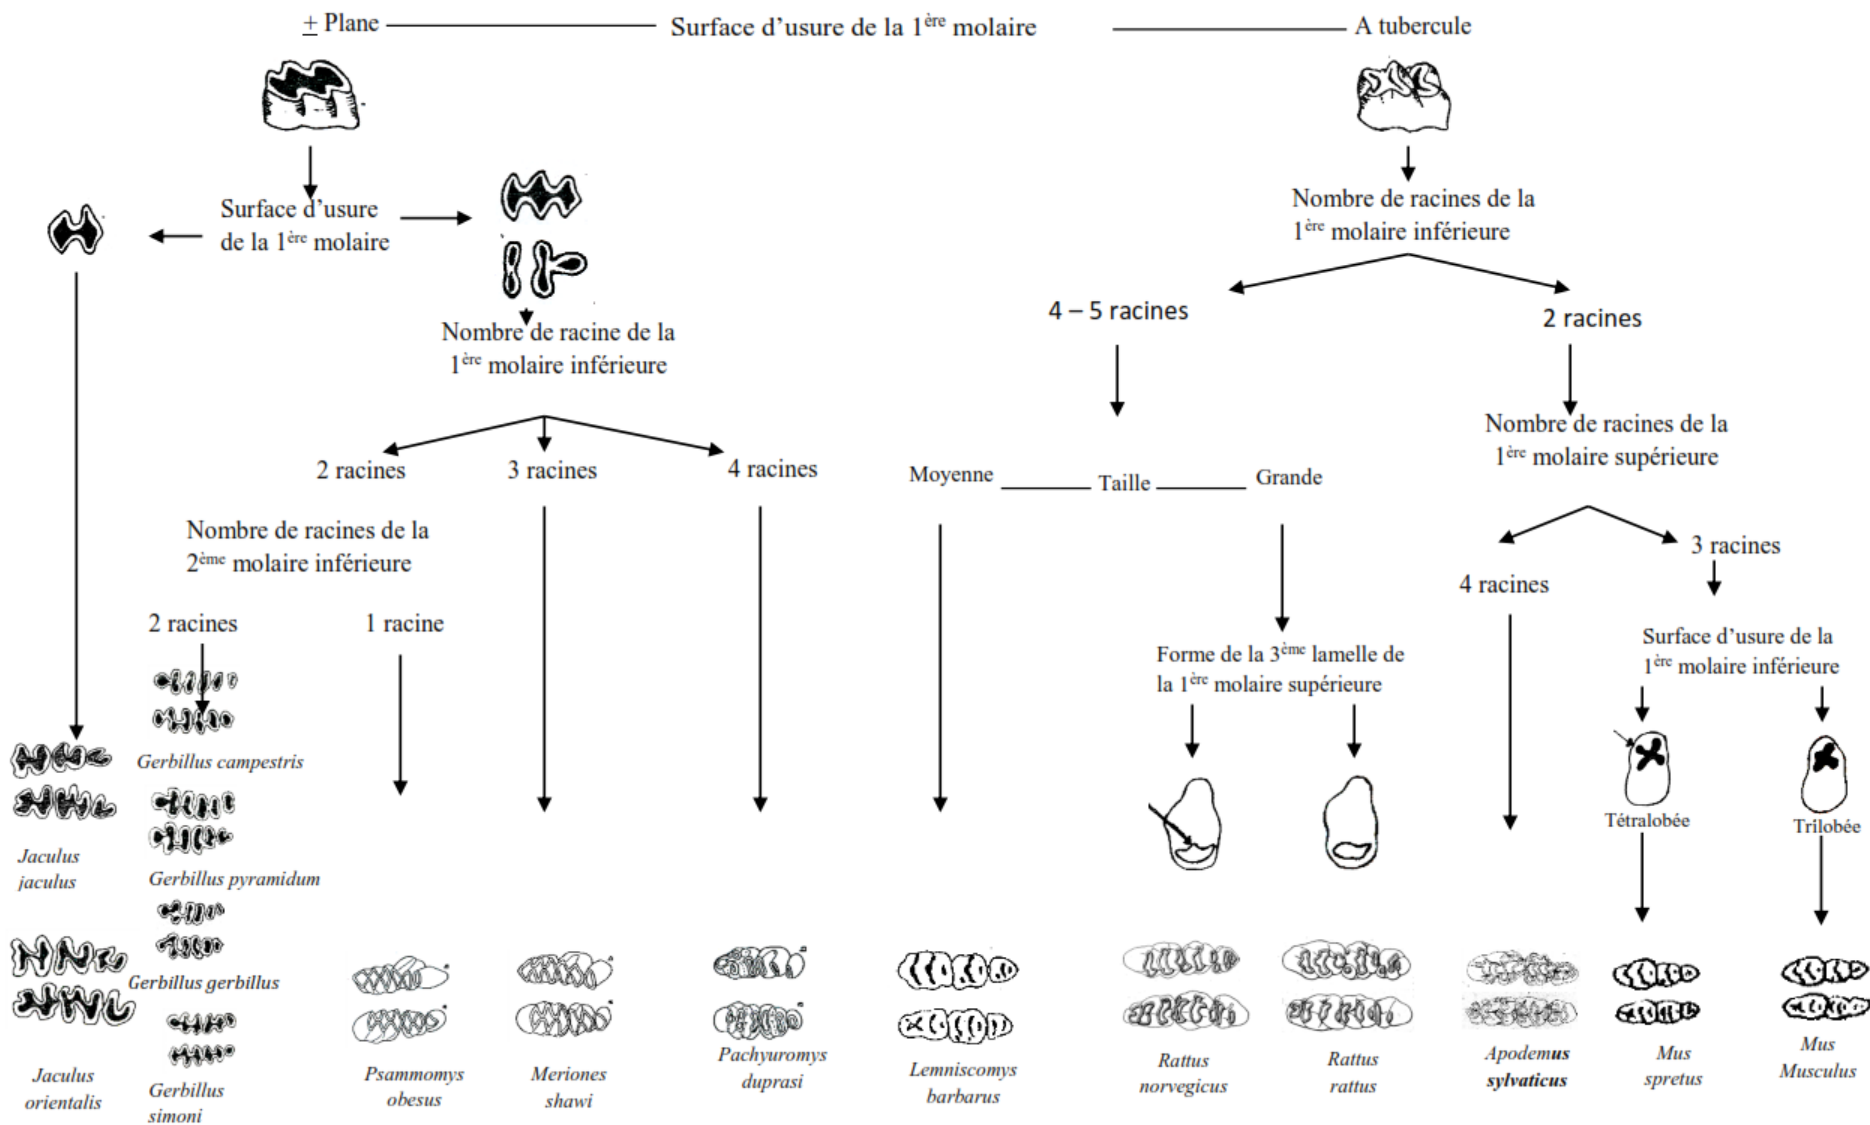 ± Plane
Surface d'usure de la 1ère molaire
A tubercule
Surface d'usure
de la 1ère molaire
Nombre de racines de la
1ère molaire inférieure
4 – 5 racines
2 racines
Nombre de racine de la
1ère molaire inférieure
Nombre de racines de la
1ère molaire supérieure
2 racines
3 racines
4 racines
Moyenne
Taille
Grande
Nombre de racines de la
2ème molaire inférieure
3 racines
4 racines
2 racines
1 racine
Forme de la 3ème lamelle de
la 1ère molaire supérieure
Surface d'usure de la
1ère molaire inférieure
Gerbillus campestris
Tétralobée
Trilobée
Jaculus
jaculus
Gerbillus pyramidum
Gerbillus gerbillus
Jaculus
orientalis
Gerbillus
simoni
Psammomys
obesus
Meriones
shawi
Pachyuromys
duprasi
Lemniscomys
barbarus
Rattus
norvegicus
Rattus
rattus
Apodemus
sylvaticus
Mus
spretus
Mus
Musculus